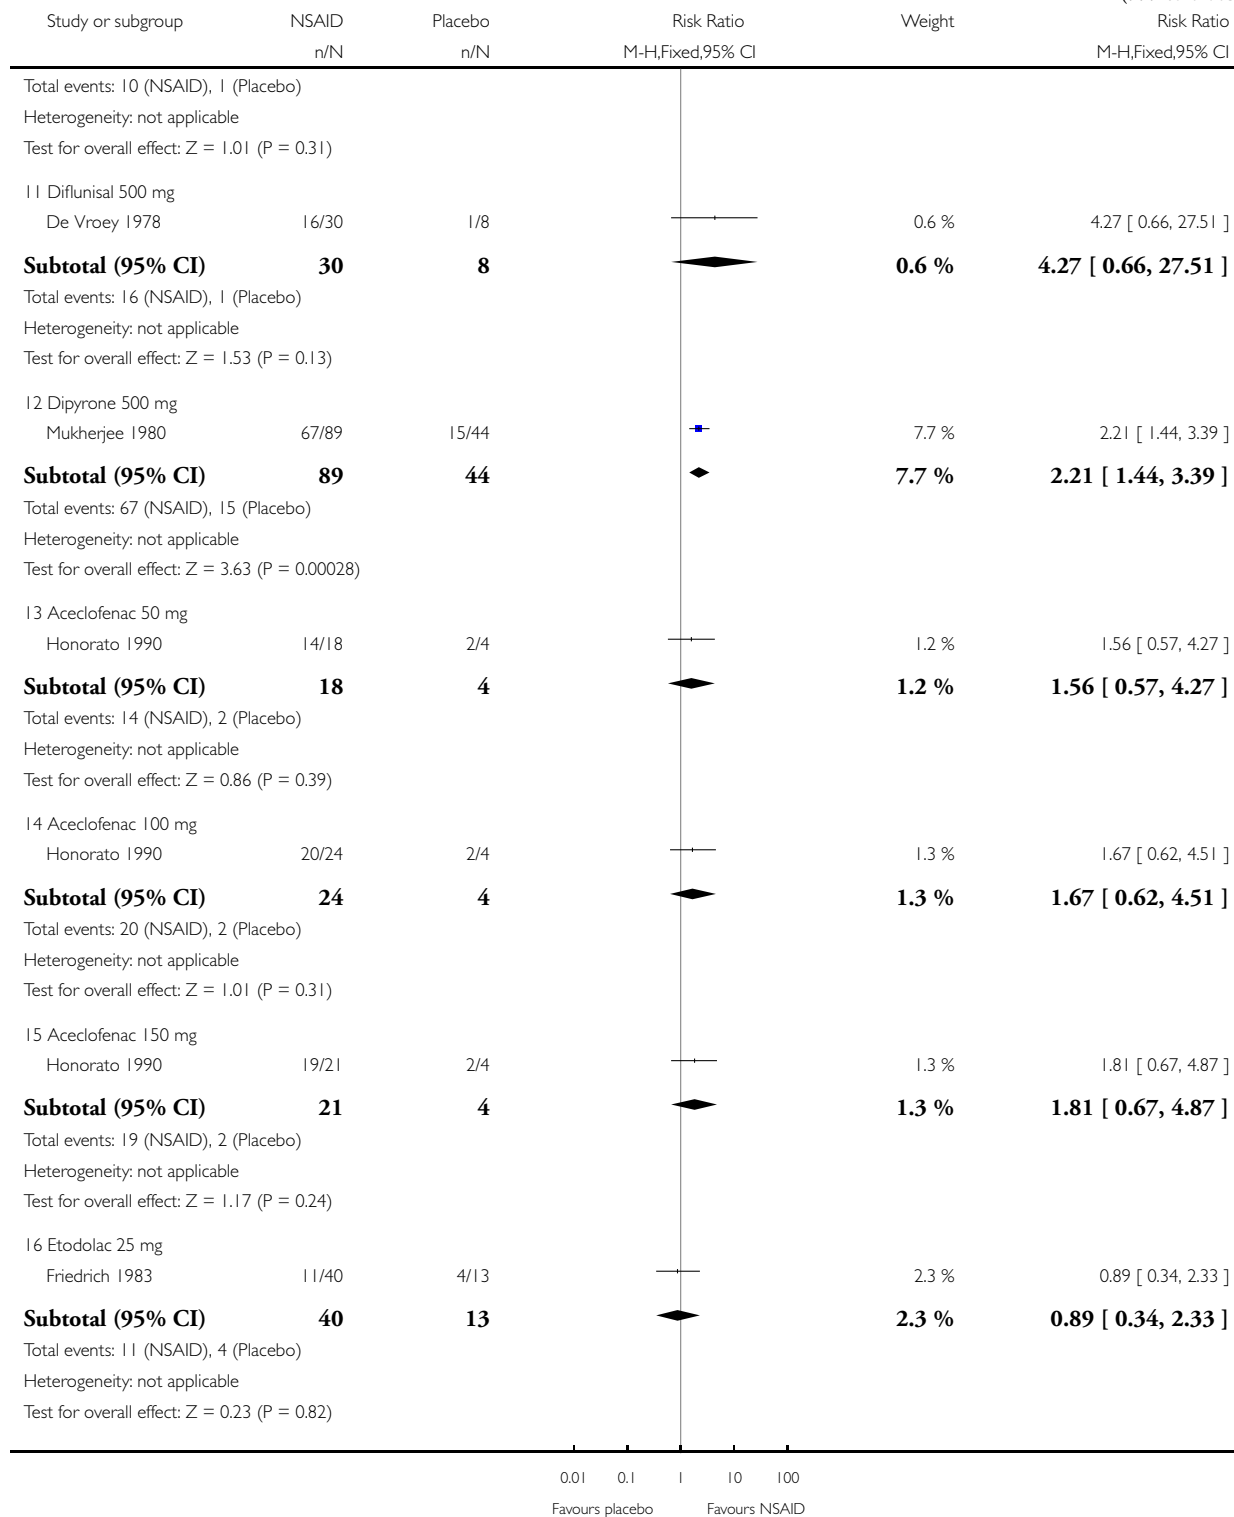 Study or subgroup NSAID Placebo Risk Ratio Weight Risk Ratio
n/N n/N M-H,Fixed,95% CI M-H,Fixed,95% CI
Total events: 10 (NSAID), 1 (Placebo)
Heterogeneity: not applicable
Test for overall effect: Z = 1.01 (P = 0.31)
11 Diflunisal 500 mg
De Vroey 1978 16/30 1/8 0.6 % 4.27 [ 0.66, 27.51 ]
Subtotal (95% CI) 30 8 0.6 % 4.27 [ 0.66, 27.51 ]
Total events: 16 (NSAID), 1 (Placebo)
Heterogeneity: not applicable
Test for overall effect: Z = 1.53 (P = 0.13)
12 Dipyrone 500 mg
Mukherjee 1980 67/89 15/44 7.7 % 2.21 [ 1.44, 3.39 ]
Subtotal (95% CI) 89 44 7.7 % 2.21 [ 1.44, 3.39 ]
Total events: 67 (NSAID), 15 (Placebo)
Heterogeneity: not applicable
Test for overall effect: Z = 3.63 (P = 0.00028)
13 Aceclofenac 50 mg
Honorato 1990 14/18 2/4 1.2 % 1.56 [ 0.57, 4.27 ]
Subtotal (95% CI) 18 4 1.2 % 1.56 [ 0.57, 4.27 ]
Total events: 14 (NSAID), 2 (Placebo)
Heterogeneity: not applicable
Test for overall effect: Z = 0.86 (P = 0.39)
14 Aceclofenac 100 mg
Honorato 1990 20/24 2/4 1.3 % 1.67 [ 0.62, 4.51 ]
Subtotal (95% CI) 24 4 1.3 % 1.67 [ 0.62, 4.51 ]
Total events: 20 (NSAID), 2 (Placebo)
Heterogeneity: not applicable
Test for overall effect: Z = 1.01 (P = 0.31)
15 Aceclofenac 150 mg
Honorato 1990 19/21 2/4 1.3 % 1.81 [ 0.67, 4.87 ]
Subtotal (95% CI) 21 4 1.3 % 1.81 [ 0.67, 4.87 ]
Total events: 19 (NSAID), 2 (Placebo)
Heterogeneity: not applicable
Test for overall effect: Z = 1.17 (P = 0.24)
16 Etodolac 25 mg
Friedrich 1983 11/40 4/13 2.3 % 0.89 [ 0.34, 2.33 ]
Subtotal (95% CI) 40 13 2.3 % 0.89 [ 0.34, 2.33 ]
Total events: 11 (NSAID), 4 (Placebo)
Heterogeneity: not applicable
Test for overall effect: Z = 0.23 (P = 0.82)
0.01 0.1 1 10 100
Favours placebo Favours NSAID